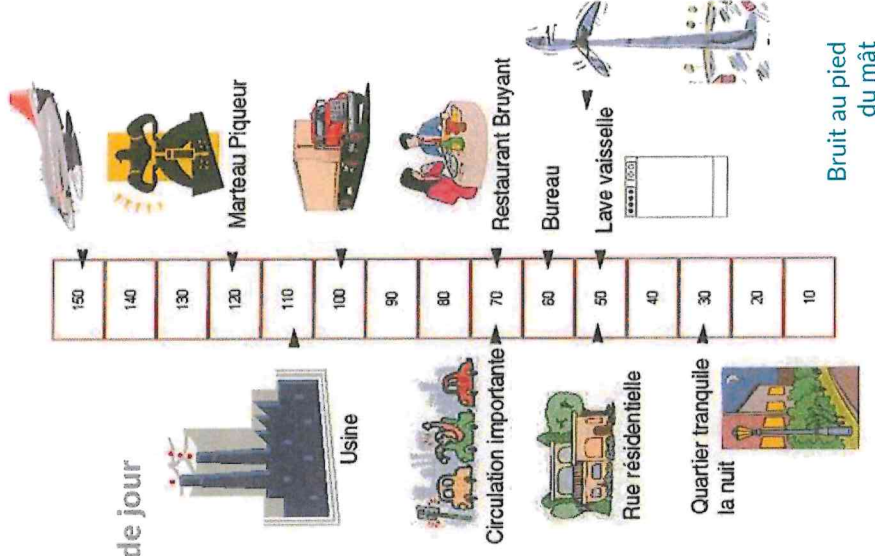 de jour
150
140
130
120
110
100
90
80
70
60
50
40
30
20
10
Marteau Piqueur
Restaurant Bruyant
Bureau
Lave vaisselle
Usine
Circulation importante
Rue résidentielle
Quartier tranquile
la nuit
Bruit au pied
du mât